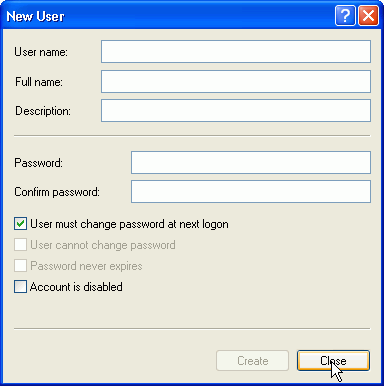 New User
User name:
Full name:
Description:
Password:
Confirm password:
User must change password at next logon
User cannot change password
Password never expires
Account is disabled
Create Close